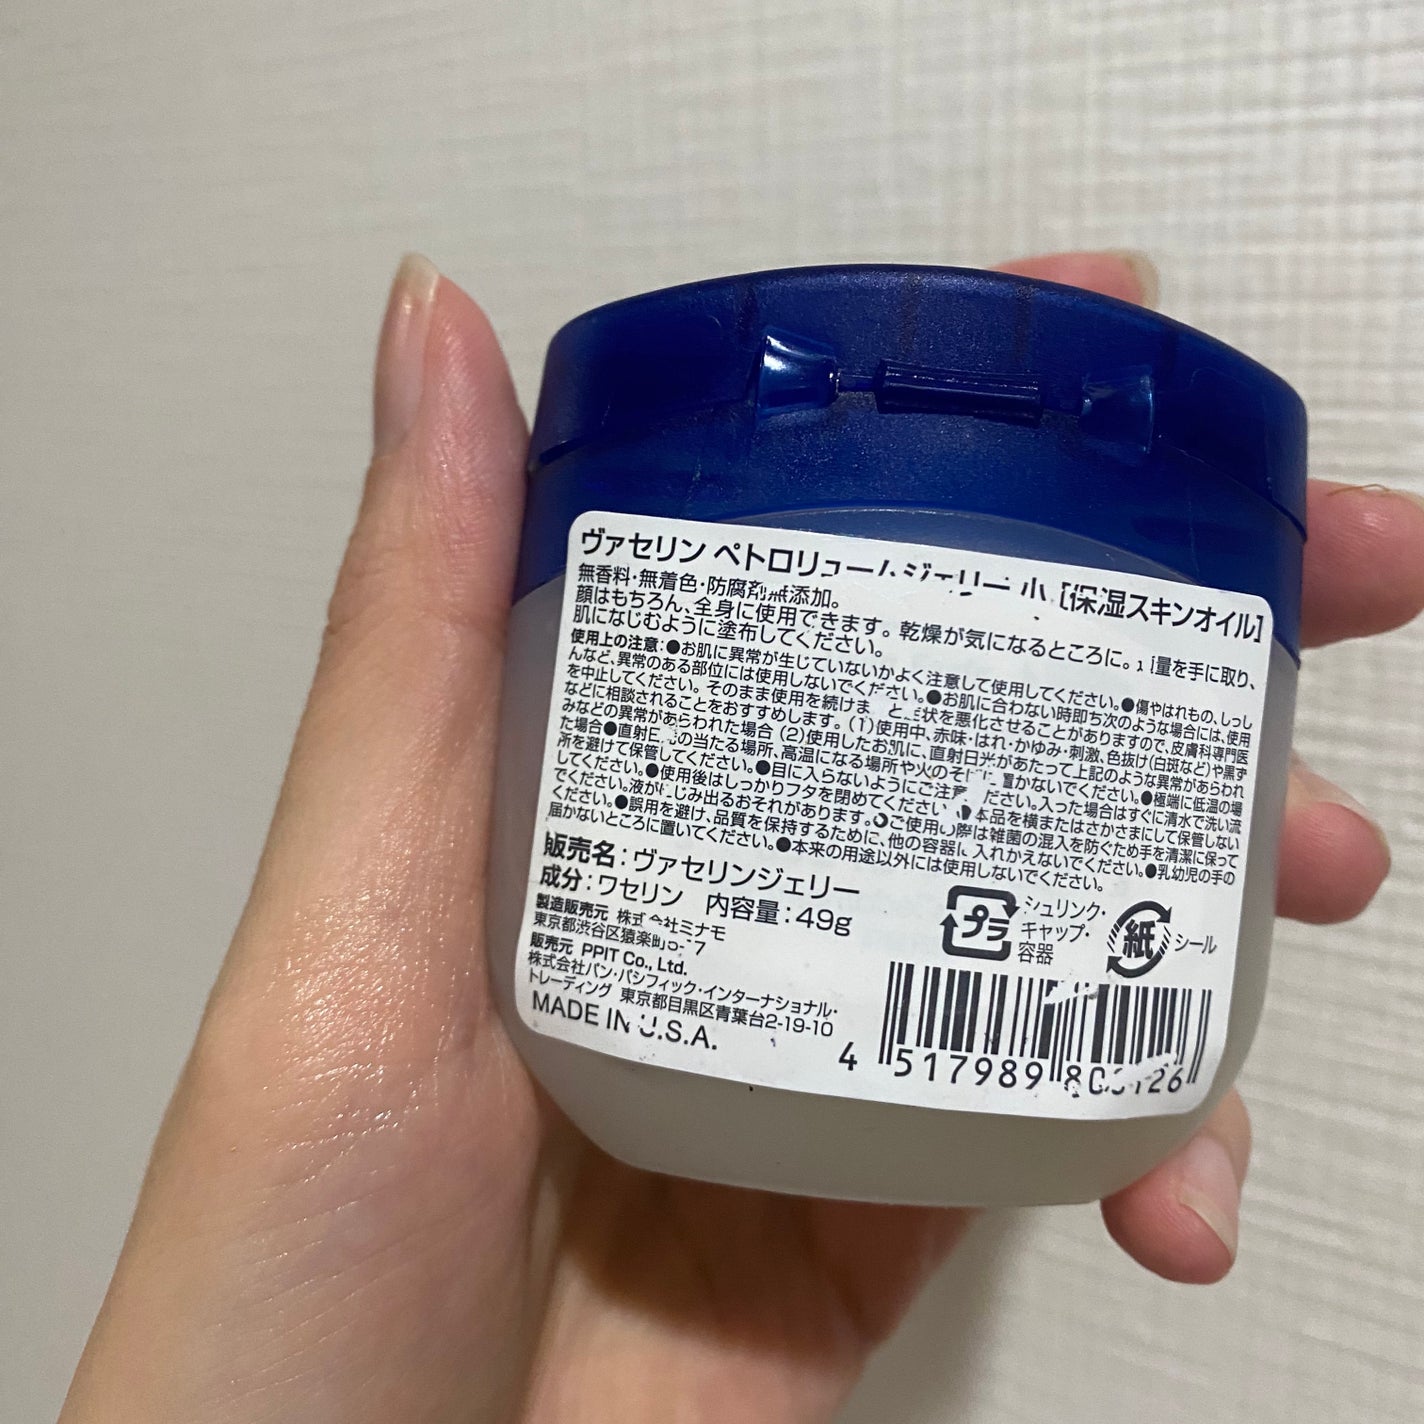 ヴァセリン ペトロリュームジェリー 小 [保湿スキンオイル]
無香料・無着色・防腐剤無添加。
顔はもちろん、全身に使用できます。乾燥が気になるところに。 量を手に取り、
肌になじむように塗布してください。
使用上の注意:●お肌に異常が生じていないかよく注意して使用してください。●傷やはれもの、しっし
んなど、異常のある部位には使用しないでください。●お肌に合わない時即ち次のような場合には、使用
を中止してください。そのまま使用を続けま と 状を悪化させることがありますので、皮膚科専門医
などに相談されることをおすすめします。(1)使用中、赤味・はれ・かゆみ・刺激、色抜け(白斑など)や黒ず
みなどの異常があらわれた場合 (2)使用したお肌に、直射日光があたって上記のような異常があらわれ
た場合●直射日 の当たる場所、高温になる場所や火のそ 置かないでください。●極端に低温の場
所を避けて保管してください。●目に入らないようにご注意 ださい。入った場合はすぐに清水で洗い流
してください。●使用後はしっかりフタを閉めてください ●本品を横またはさかさまにして保管しない
でください。液がにじみ出るおそれがあります。●ご使用の際は雑菌の混入を防ぐため手を清潔に保って
ください。●誤用を避け、品質を保持するために、他の容器に入れかえないでください。●乳幼児の手の
届かないところに置いてください。●本来の用途以外には使用しないでください。
販売名:ヴァセリンジェリー
成分:ワセリン 内容量:49g
製造販売元 株式会社ミナモ
東京都渋谷区猿楽町5-
販売元 PPIT Co., Ltd.
株式会社パン・パシフィック・インターナショナル・
トレーディング 東京都目黒区青葉台2-19-10
MADE IN U.S.A.
プラ
シュリンク・
キャップ・
容器
紙
シール
4 517989 80 126